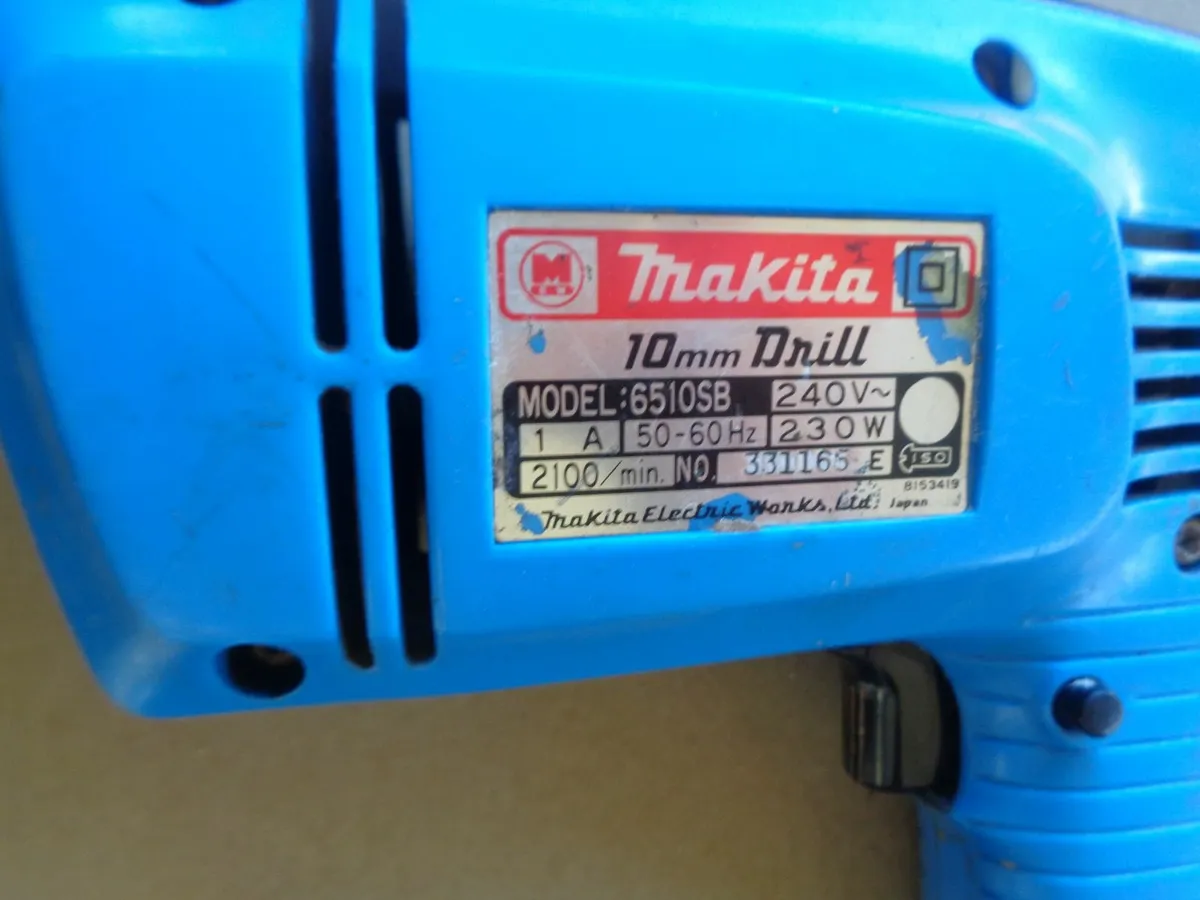 M
Makita
10mm Drill
MODEL:6510SB 240V~
1 A 50-60Hz 230W
2100/min. NO. 331165 E
ISO
8153419
Makita Electric Works, Ltd. Japan